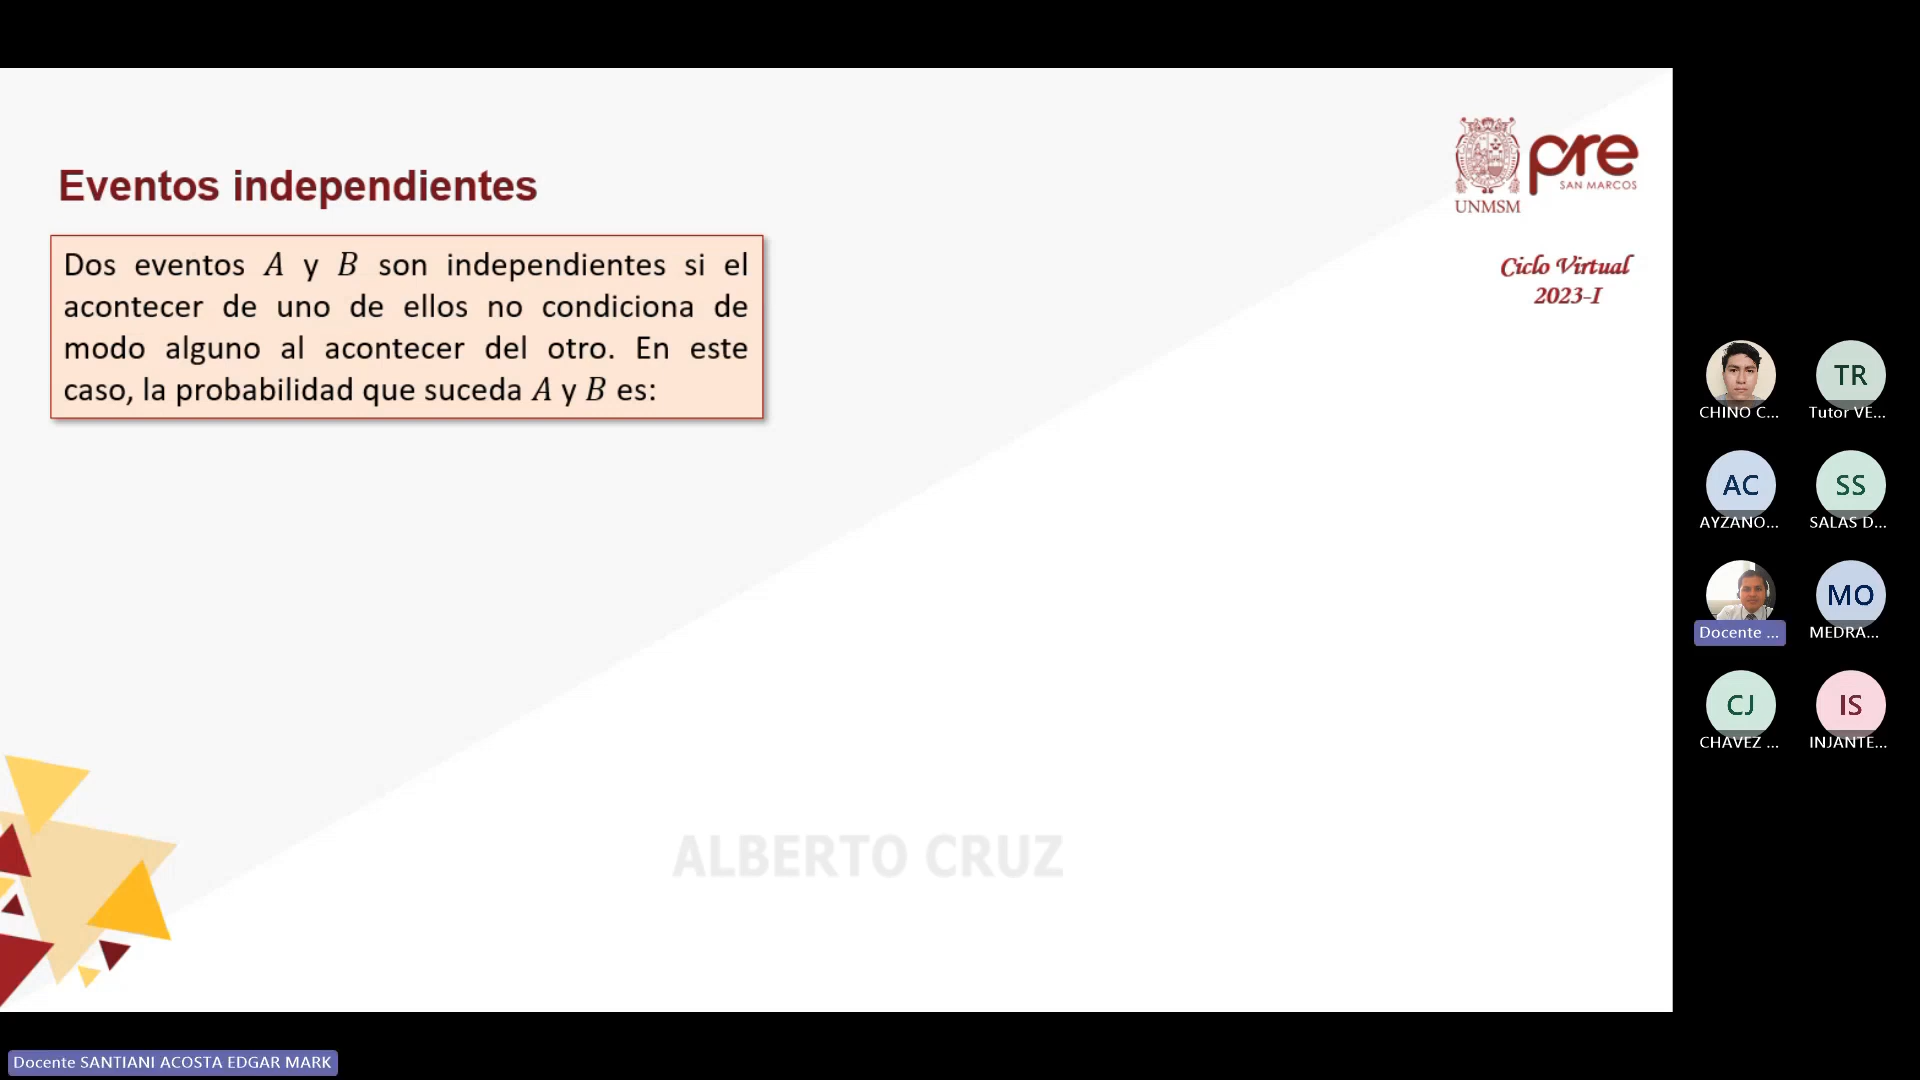 Eventos independientes
Dos eventos A y B son independientes si el
acontecer de uno de ellos no condiciona de
modo alguno al acontecer del otro. En este
caso, la probabilidad que suceda A y B es:
pre
SAN MARCOS
UNMSM
Ciclo Virtual
2023-I
CHINO C...
TR
Tutor VE...
AC
AYZANO...
SS
SALAS D...
Docente ...
MO
MEDRA...
CJ
CHAVEZ ...
IS
INJANTE...
ALBERTO CRUZ
Docente SANTIANI ACOSTA EDGAR MARK